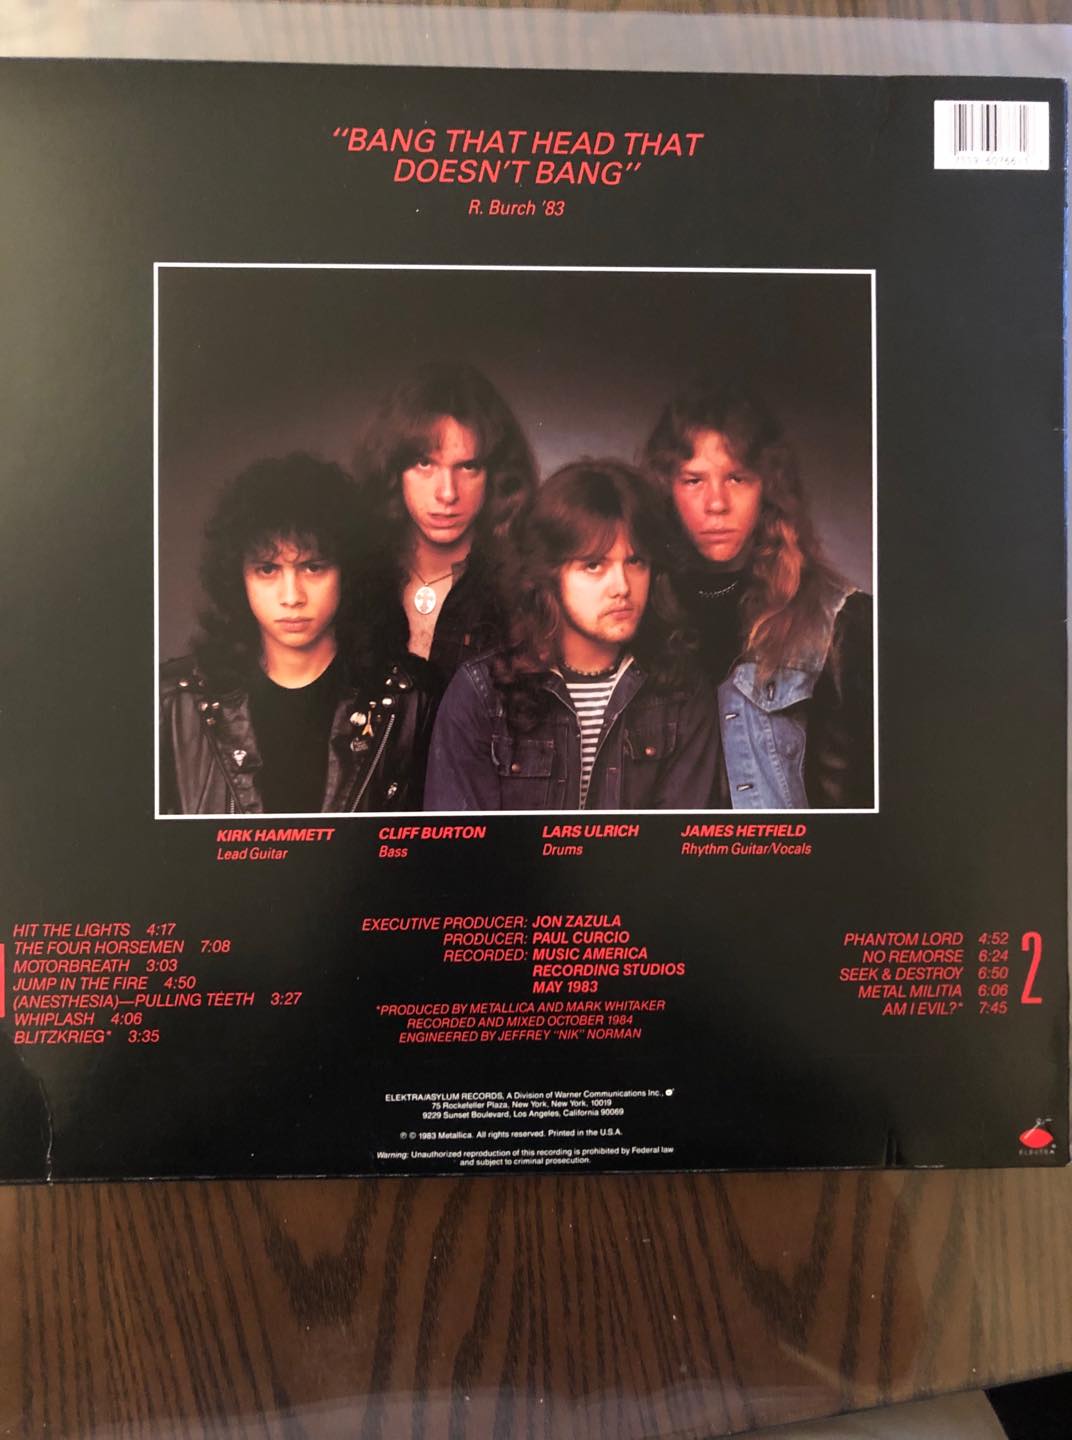 "BANG THAT HEAD THAT
DOESN'T BANG"
R. Burch '83
KIRK HAMMETT
Lead Guitar
CLIFF BURTON
Bass
LARS ULRICH
Drums
JAMES HETFIELD
Rhythm Guitar/Vocals
HIT THE LIGHTS 4:17
THE FOUR HORSEMEN 7:08
MOTORBREATH 3:03
JUMP IN THE FIRE 4:50
(ANESTHESIA)—PULLING TEETH 3:27
WHIPLASH 4:06
BLITZKRIEG* 3:35
EXECUTIVE PRODUCER: JON ZAZULA
PRODUCER: PAUL CURCIO
RECORDED: MUSIC AMERICA
RECORDING STUDIOS
MAY 1983
*PRODUCED BY METALLICA AND MARK WHITAKER
RECORDED AND MIXED OCTOBER 1984
ENGINEERED BY JEFFREY "NIK" NORMAN
2
PHANTOM LORD 4:52
NO REMORSE 6:24
SEEK & DESTROY 6:50
METAL MILITIA 6:06
AM I EVIL?* 7:45
ELEKTRA/ASYLUM RECORDS, A Division of Warner Communications Inc.,
75 Rockefeller Plaza, New York, New York, 10019
9229 Sunset Boulevard, Los Angeles, California 90069
℗ © 1983 Metallica. All rights reserved. Printed in the U.S.A.
Warning: Unauthorized reproduction of this recording is prohibited by Federal law
and subject to criminal prosecution.
ELEKTRA